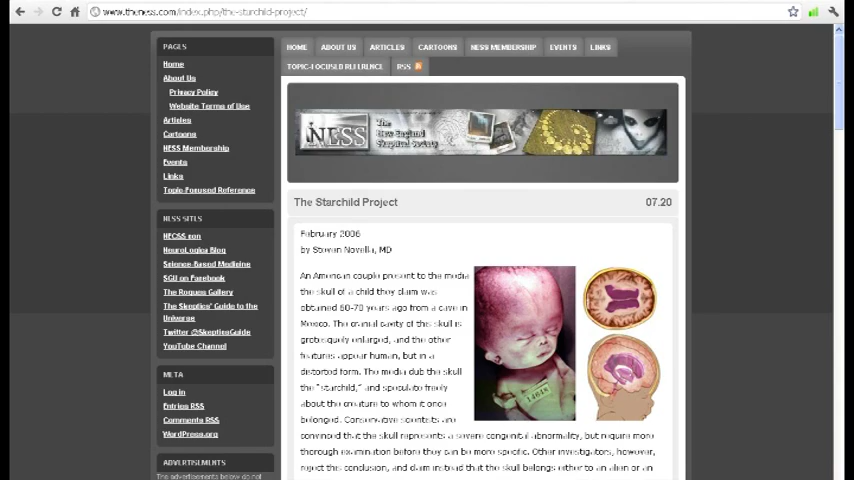 www.theness.com/index.php/the-starchild-project/
PAGES
Home
About Us
Privacy Policy
Website Terms of Use
Articles
Cartoons
NESS Membership
Events
Links
Topic-Focused Reference
NESS SITES
NECSS.com
NeuroLogica Blog
Science-Based Medicine
SGU on Facebook
The Rogues Gallery
The Skeptics' Guide to the
Universe
Twitter @SkepticsGuide
YouTube Channel
META
Log in
Entries RSS
Comments RSS
WordPress.org
ADVERTISEMENTS
The advertisements below do not
HOME ABOUT US ARTICLES CARTOONS NESS MEMBERSHIP EVENTS LINKS
TOPIC-FOCUSED REFERENCE RSS
NESS
The
New England
Skeptical Society
The Starchild Project 07.20
February 2006
by Steven Novella, MD
An American couple present to the media
the skull of a child they claim was
obtained 60-70 years ago from a cave in
Mexico. The cranial cavity of the skull is
grotesquely enlarged, and the other
features appear human, but in a
distorted form. The media dub the skull
the "starchild," and speculate freely
about the creature to whom it once
belonged. Conservative scientists are
convinced that the skull represents a severe congenital abnormality, but require more
thorough examination before they can be more specific. Other investigators, however,
reject this conclusion, and claim instead that the skull belongs either to an alien or an